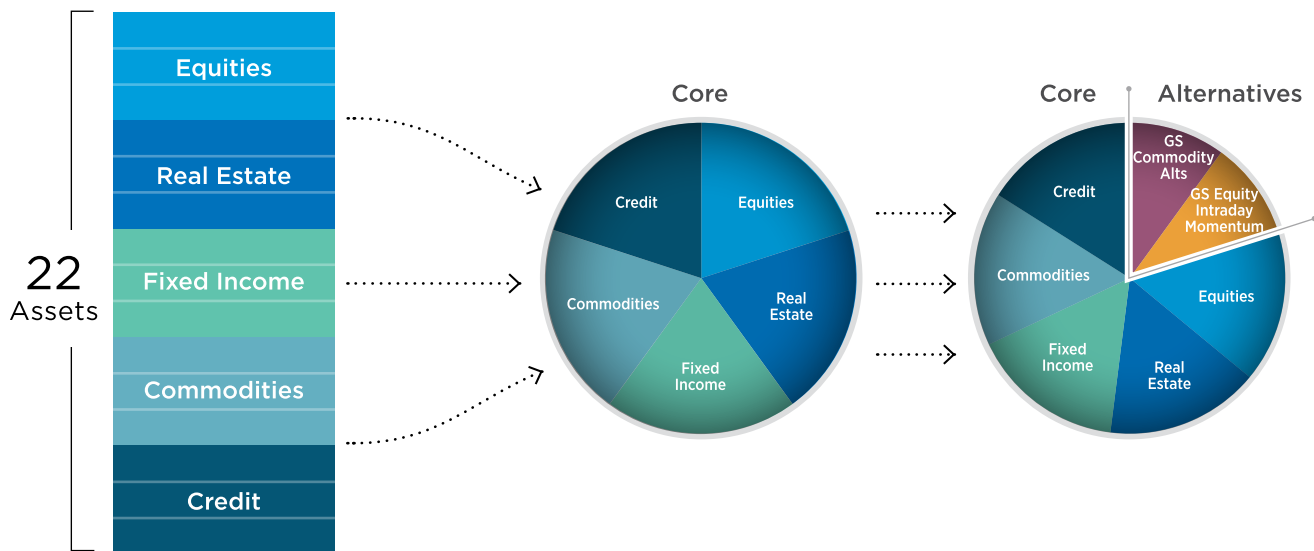 22
Assets
Equities
Real Estate
Fixed Income
Commodities
Credit
Core
Credit
Equities
Commodities
Real
Estate
Fixed
Income
Core
Alternatives
GS
Commodity
Alts
GS Equity
Intraday
Momentum
Credit
Commodities
Equities
Fixed
Income
Real
Estate